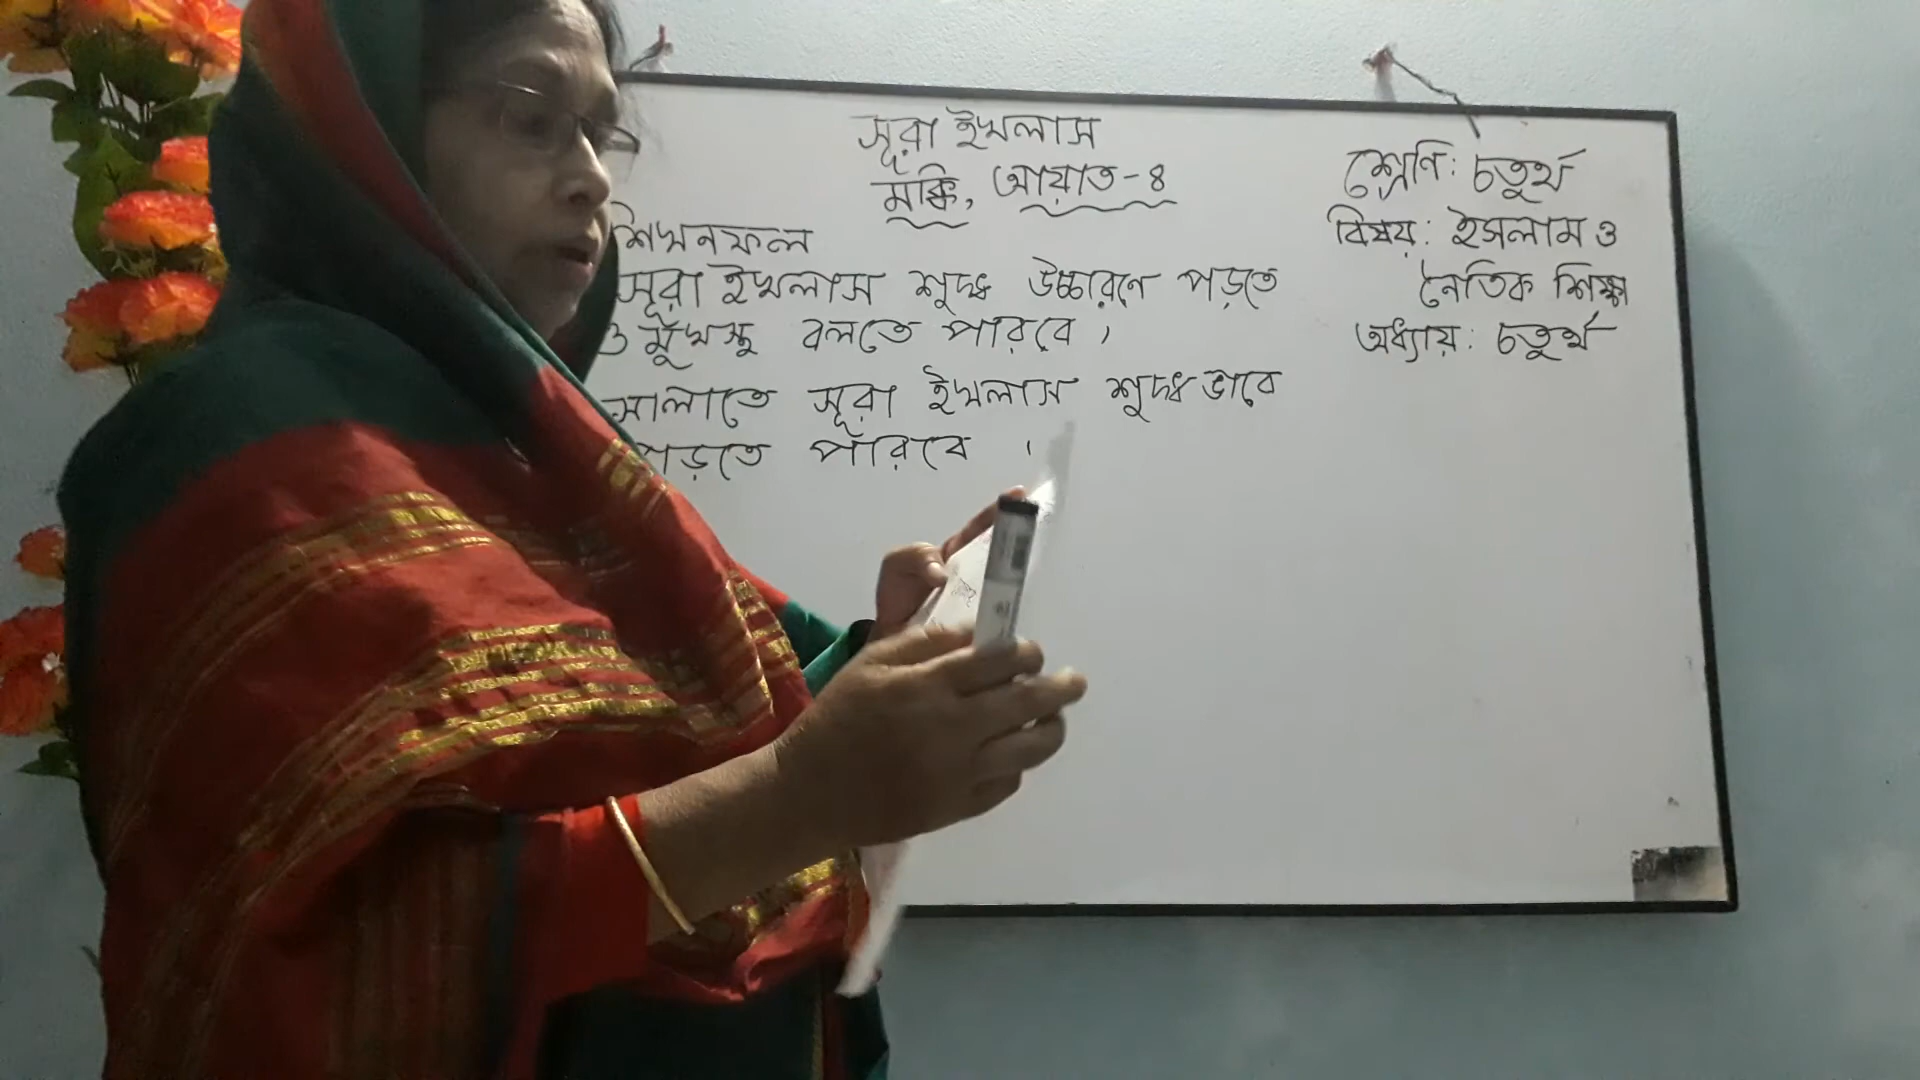 সূরা ইখলাস
মক্কি, আয়াত-৪
শিখনফল
সূরা ইখলাস শুদ্ধ উচ্চারণে পড়তে
ও মুখস্থ বলতে পারবে।
সালাতে সূরা ইখলাস শুদ্ধভাবে
পড়তে পারবে ।
শ্রেণি: চতুর্থ
বিষয়: ইসলাম ও
নৈতিক শিক্ষা
অধ্যায়: চতুর্থ